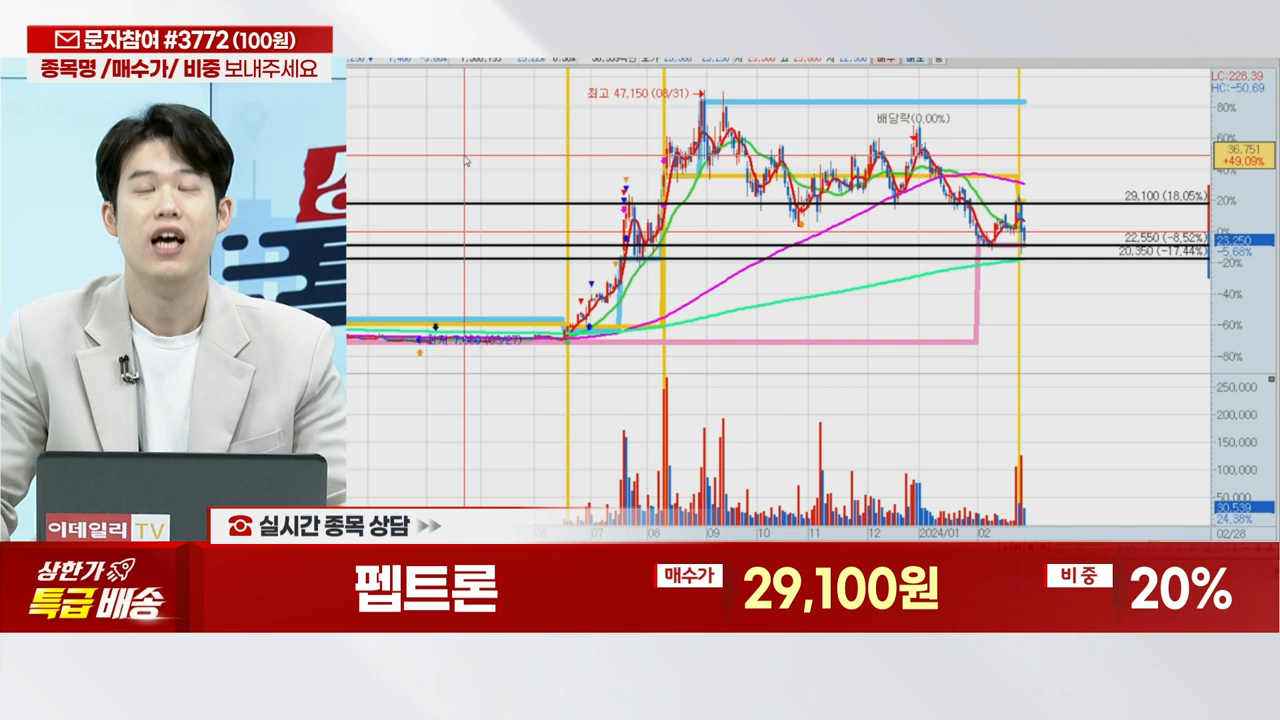 문자참여 #3772 (100원)
종목명 /매수가/ 비중 보내주세요
최고 47,150 (08/31)
배당락(0.00%)
29,100 (18.05%)
22,550 (-8.52%)
20,350 (-17.44%)
LC:228.39
HC:-50.69
80%
60%
36,751
+49.09%
40%
20%
0%
23,250
-5.68%
-20%
-40%
-60%
-80%
250,000
200,000
150,000
100,000
50,000
30,539
24.38%
07
08
09
10
11
12
2024/01
02
02/28
이데일리 TV
실시간 종목 상담
상한가
특급 배송
펩트론
매수가
29,100원
비중
20%